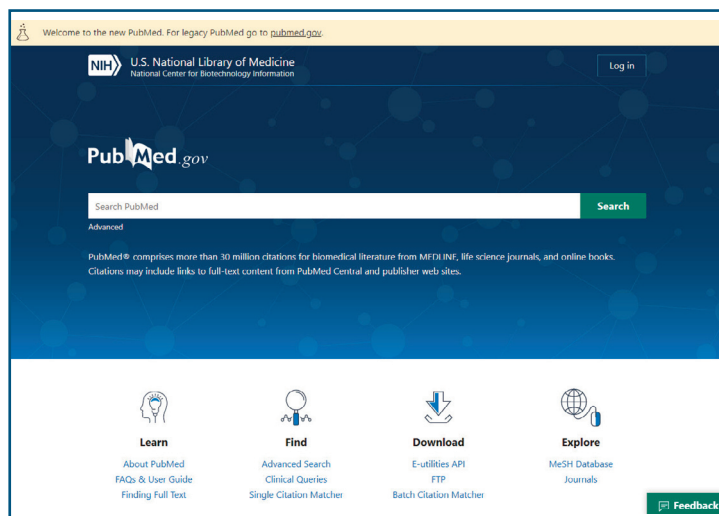 Welcome to the new PubMed. For legacy PubMed go to pubmed.gov.
NIH
U.S. National Library of Medicine
National Center for Biotechnology Information
Log in
PubMed.gov
Search PubMed
Search
Advanced
PubMed® comprises more than 30 million citations for biomedical literature from MEDLINE, life science journals, and online books.
Citations may include links to full-text content from PubMed Central and publisher web sites.
Learn
About PubMed
FAQs & User Guide
Finding Full Text
Find
Advanced Search
Clinical Queries
Single Citation Matcher
Download
E-utilities API
FTP
Batch Citation Matcher
Explore
MeSH Database
Journals
Feedback